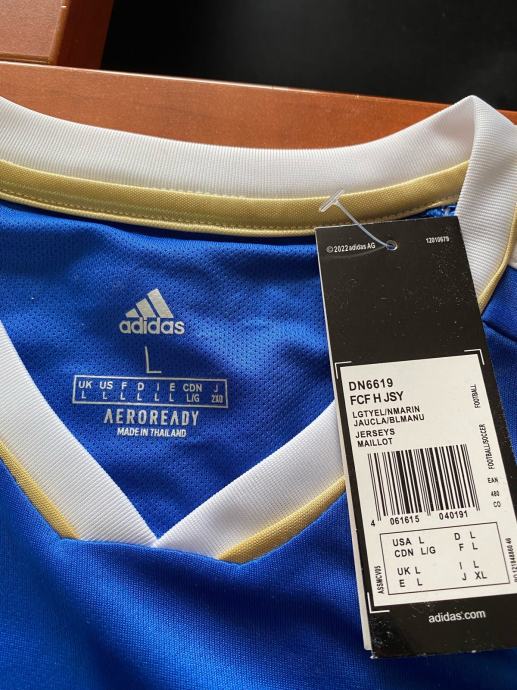 adidas
L
UK US F D I E CDN J
L L L L L L L/G 2XO
AEROREADY
MADE IN THAILAND
©2022 adidas AG
12010679
DN6619
FCF H JSY
LGTYEL/NMARIN
JAUCLA/BLMANU
JERSEYS
MAILLOT
FOOTBALL
FOOTBALL/SOCCER
EAN
480
CO
4 061615 040191
ASSMCV05
USA L D L
CDN L/G F L
UK L I L
E L J XL
adidas.com